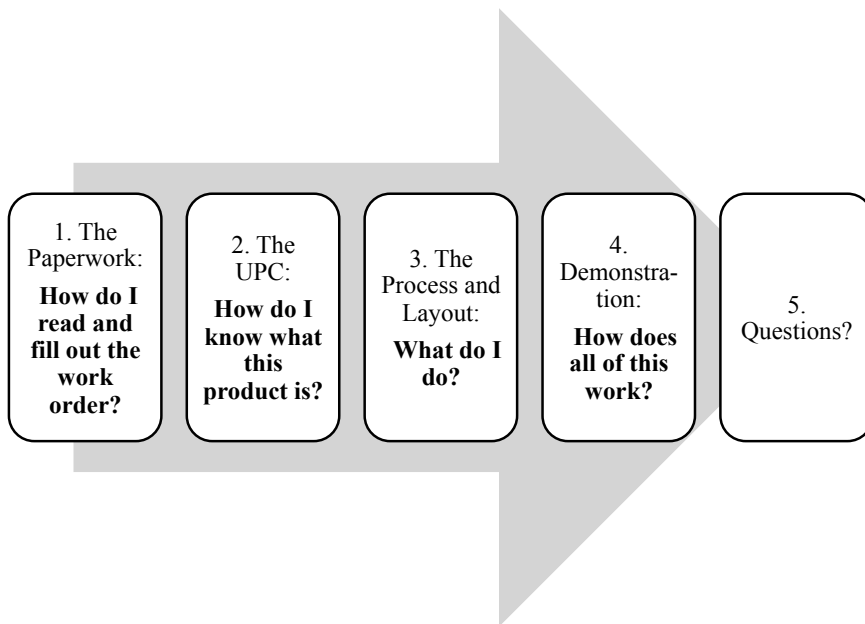 1. The
Paperwork:
How do I
read and
fill out the
work
order?
2. The
UPC:
How do I
know what
this
product is?
3. The
Process and
Layout:
What do I
do?
4.
Demonstra-
tion:
How does
all of this
work?
5.
Questions?